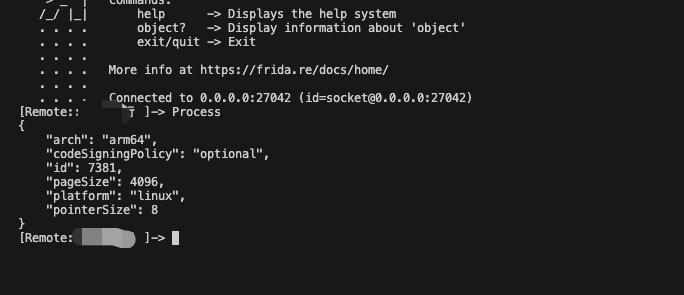 > _  |   Commands:
/_/ |_|       help      -> Displays the help system
. . . .       object?   -> Display information about 'object'
. . . .       exit/quit -> Exit
. . . .
. . . .   More info at https://frida.re/docs/home/
. . . .
. . . .   Connected to 0.0.0.0:27042 (id=socket@0.0.0.0:27042)
[Remote:: ]-> Process
{
    "arch": "arm64",
    "codeSigningPolicy": "optional",
    "id": 7381,
    "pageSize": 4096,
    "platform": "linux",
    "pointerSize": 8
}
[Remote: ]->